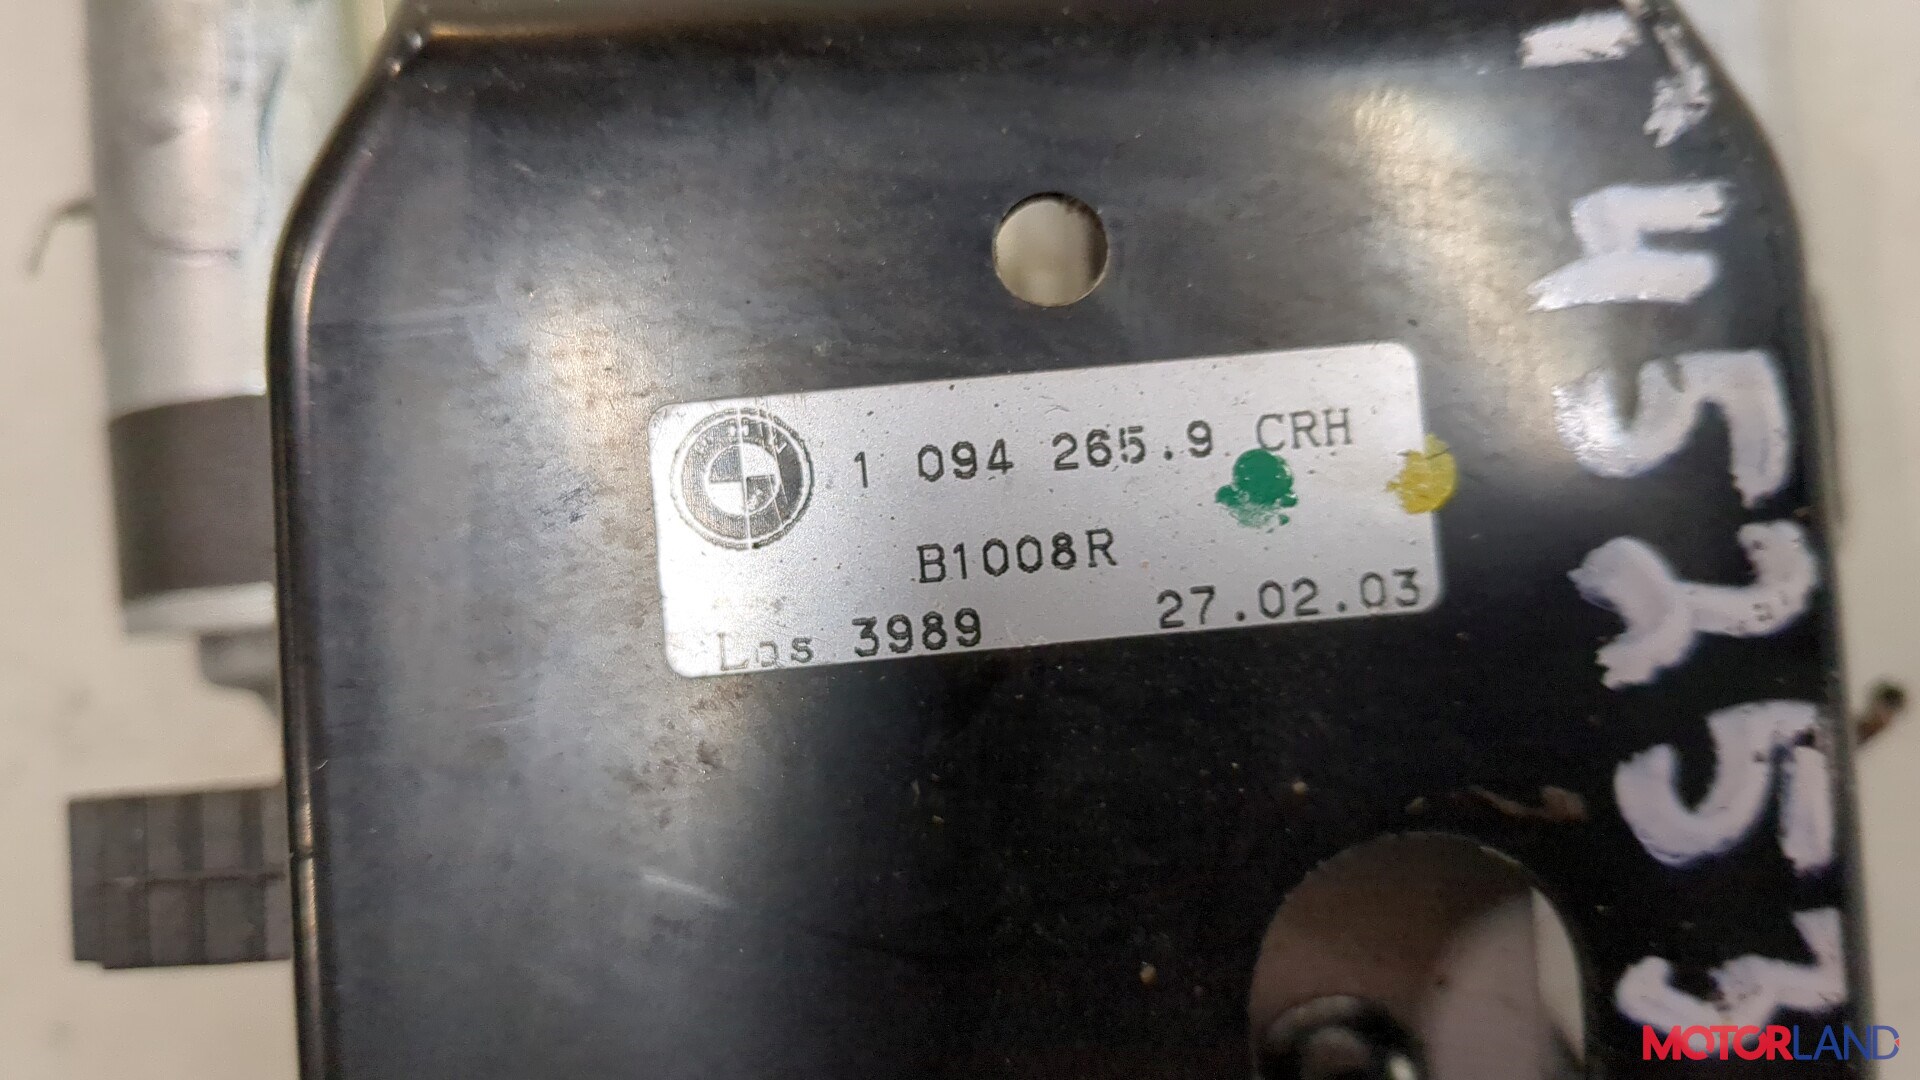 1 094 265.9 CRH
B1008R
Los 3989 27.02.03
MOTORLAND